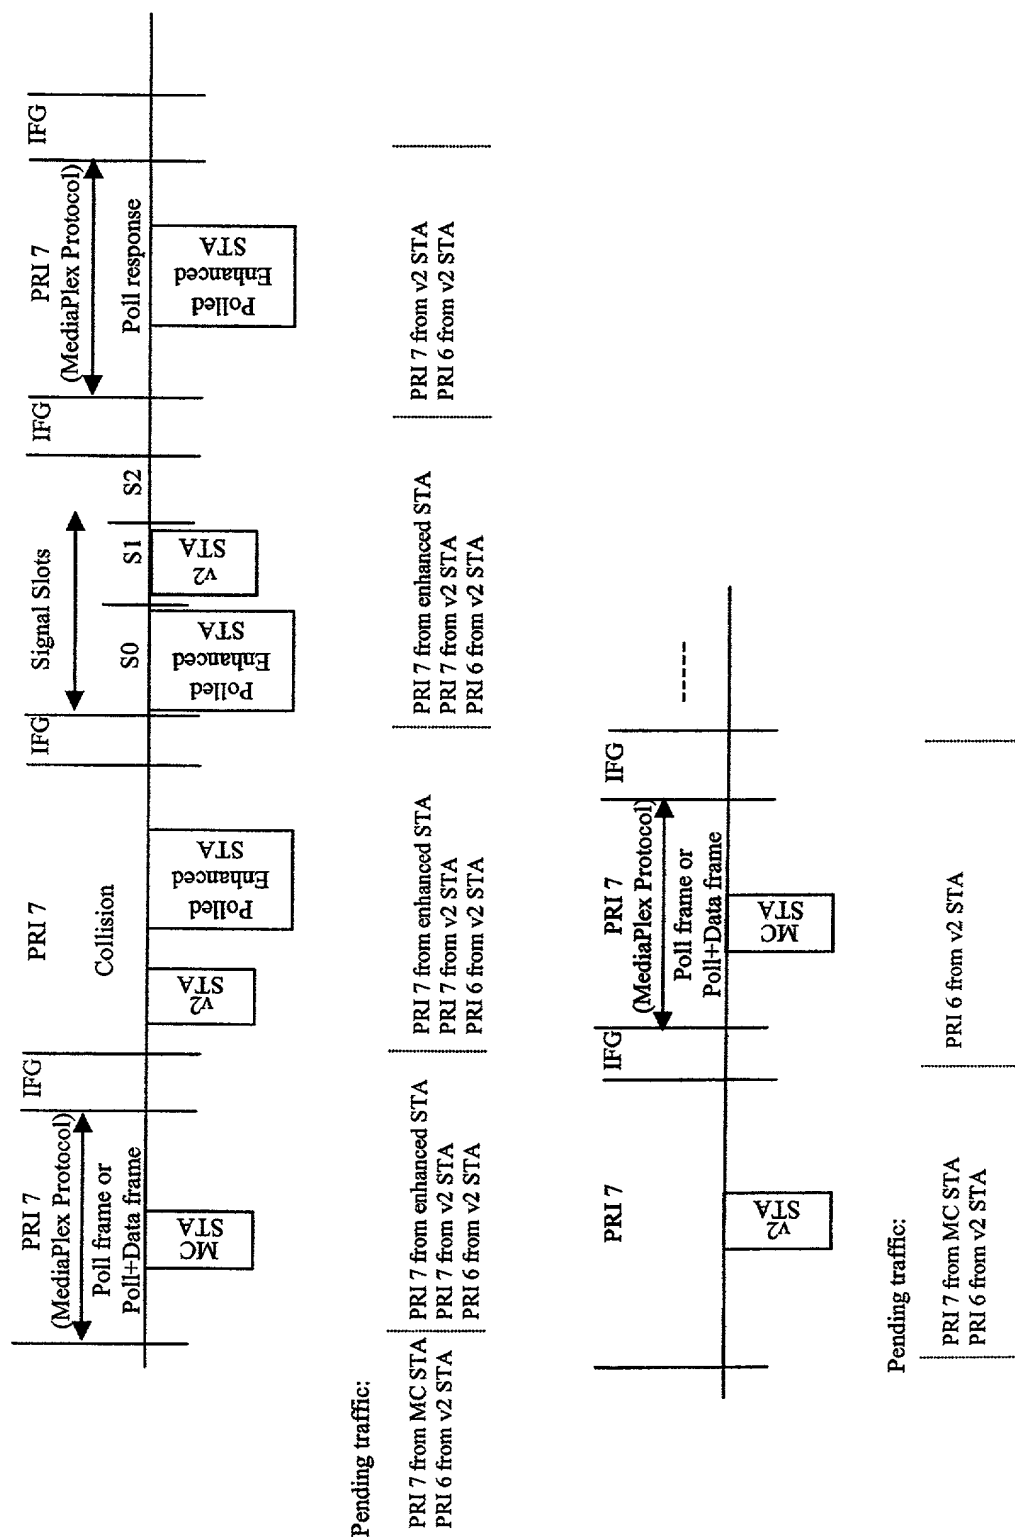 PRI 7
(MediaPlex Protocol)
Poll frame or
Poll+Data frame
MC
STA
IFG
PRI 7
Collision
v2
STA
Polled
Enhanced
STA
IFG
Signal Slots
S0
S1
S2
Polled
Enhanced
STA
v2
STA
IFG
PRI 7
(MediaPlex Protocol)
Poll response
Polled
Enhanced
STA
IFG
Pending traffic:
PRI 7 from MC STA
PRI 6 from v2 STA
PRI 7 from enhanced STA
PRI 7 from v2 STA
PRI 6 from v2 STA
PRI 7 from enhanced STA
PRI 7 from v2 STA
PRI 6 from v2 STA
PRI 7 from enhanced STA
PRI 7 from v2 STA
PRI 6 from v2 STA
PRI 7 from v2 STA
PRI 6 from v2 STA
PRI 7
v2
STA
IFG
PRI 7
(MediaPlex Protocol)
Poll frame or
Poll+Data frame
MC
STA
IFG
-----
Pending traffic:
PRI 7 from MC STA
PRI 6 from v2 STA
PRI 6 from v2 STA